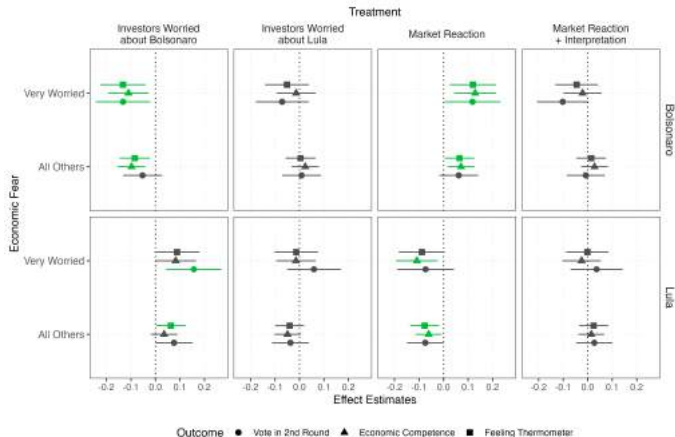 Treatment
Investors Worried about Bolsonaro
Investors Worried about Lula
Market Reaction
Market Reaction + Interpretation
Economic Fear
Very Worried
All Others
Bolsonaro
Very Worried
All Others
Lula
-0.2 -0.1 0.0 0.1 0.2 -0.2 -0.1 0.0 0.1 0.2 -0.2 -0.1 0.0 0.1 0.2 -0.2 -0.1 0.0 0.1 0.2
Effect Estimates
Outcome Vote in 2nd Round Economic Competence Feeling Thermometer